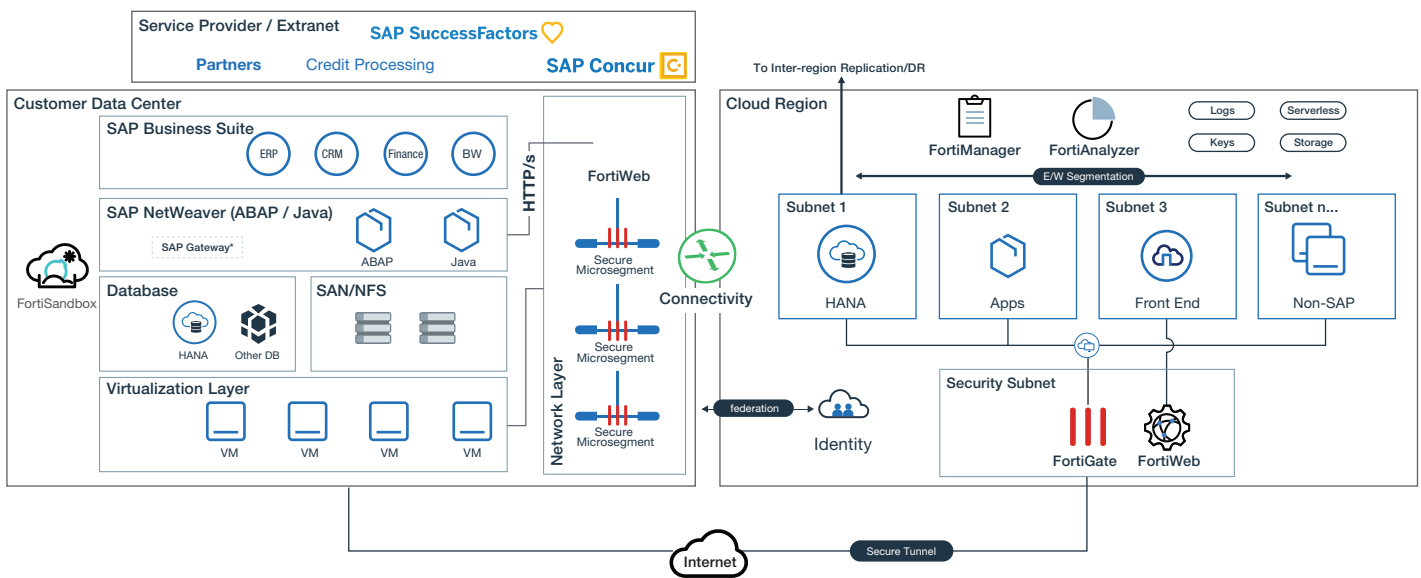 Service Provider / Extranet
SAP SuccessFactors
Partners
Credit Processing
SAP Concur
C·
Customer Data Center
SAP Business Suite
ERP
CRM
Finance
BW
SAP NetWeaver (ABAP / Java)
SAP Gateway*
ABAP
Java
HTTP/s
FortiSandbox
Database
HANA
Other DB
SAN/NFS
Virtualization Layer
VM
VM
VM
VM
Network Layer
FortiWeb
Secure
Microsegment
Secure
Microsegment
Secure
Microsegment
Connectivity
To Inter-region Replication/DR
Cloud Region
FortiManager
FortiAnalyzer
Logs
Serverless
Keys
Storage
E/W Segmentation
Subnet 1
HANA
Subnet 2
Apps
Subnet 3
Front End
Subnet n...
Non-SAP
federation
Identity
Security Subnet
FortiGate
FortiWeb
Internet
Secure Tunnel